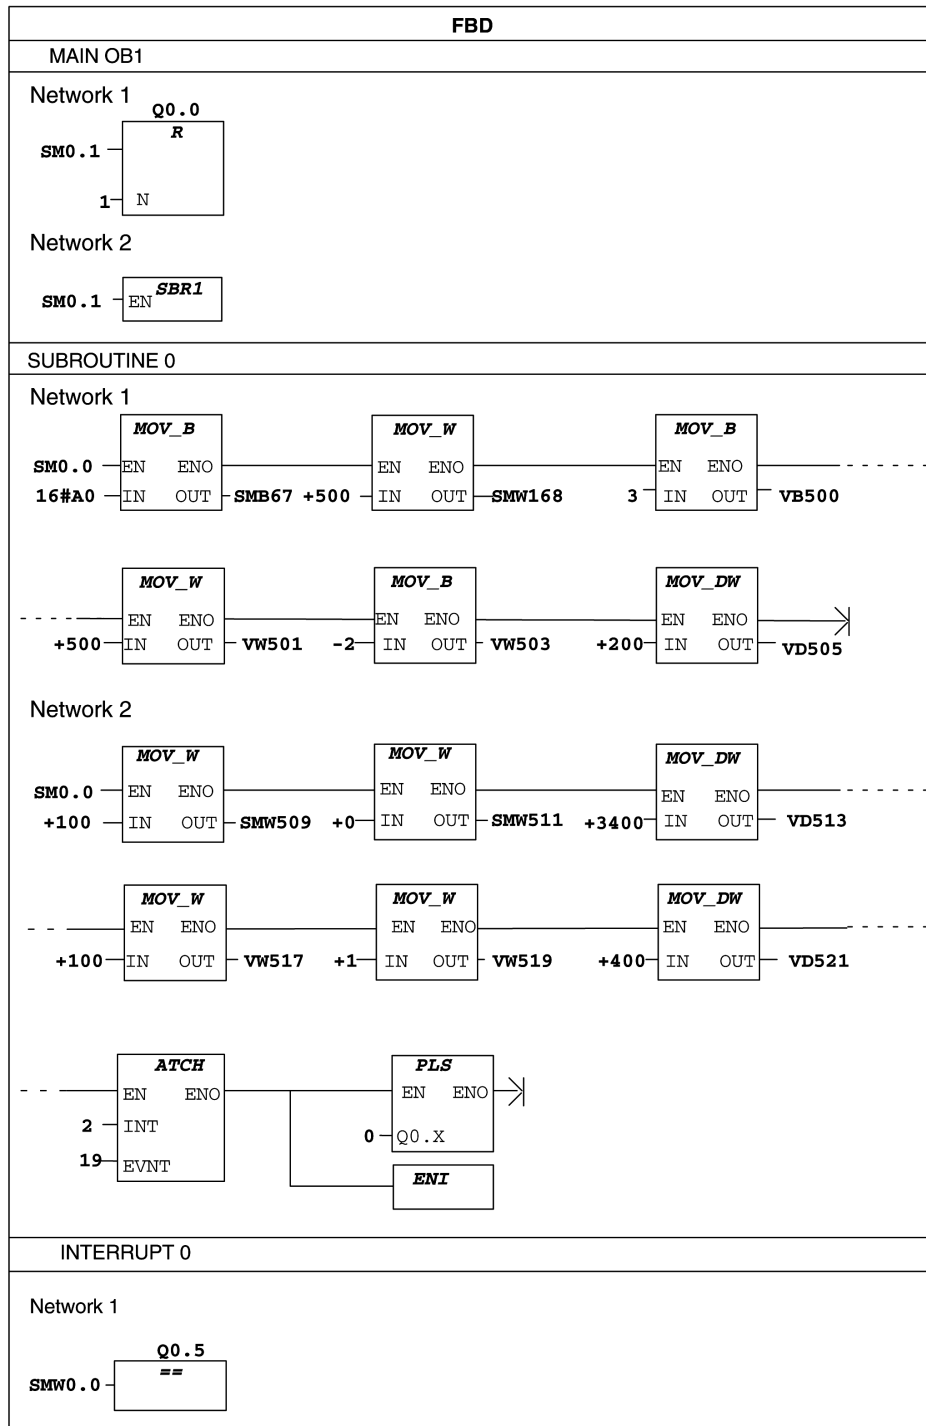 FBD
MAIN OB1
Network 1
Q0.0
R
SM0.1
1 N
Network 2
SBR1
SM0.1 EN
SUBROUTINE 0
Network 1
MOV_B MOV_W MOV_B
SM0.0 EN ENO EN ENO EN ENO
16#A0 IN OUT SMB67 +500 IN OUT SMW168 3 IN OUT VB500
MOV_W MOV_B MOV_DW
EN ENO EN ENO EN ENO
+500 IN OUT VW501 -2 IN OUT VW503 +200 IN OUT VD505
Network 2
MOV_W MOV_W MOV_DW
SM0.0 EN ENO EN ENO EN ENO
+100 IN OUT SMW509 +0 IN OUT SMW511 +3400 IN OUT VD513
MOV_W MOV_W MOV_DW
EN ENO EN ENO EN ENO
+100 IN OUT VW517 +1 IN OUT VW519 +400 IN OUT VD521
ATCH PLS
EN ENO EN ENO
2 INT
0 Q0.X
19 EVNT
ENI
INTERRUPT 0
Network 1
Q0.5
==
SMW0.0